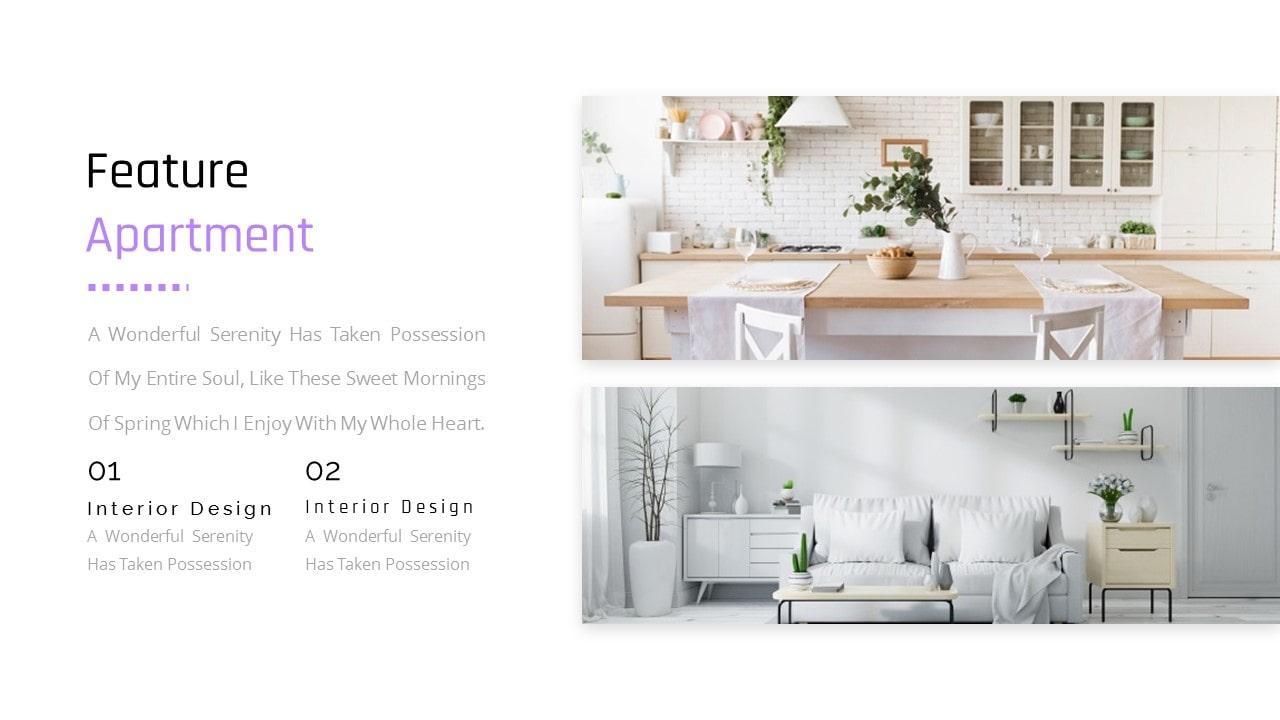 Feature
Apartment
A Wonderful Serenity Has Taken Possession
Of My Entire Soul, Like These Sweet Mornings
Of Spring Which I Enjoy With My Whole Heart.
01
Interior Design
A Wonderful Serenity
Has Taken Possession
02
Interior Design
A Wonderful Serenity
Has Taken Possession